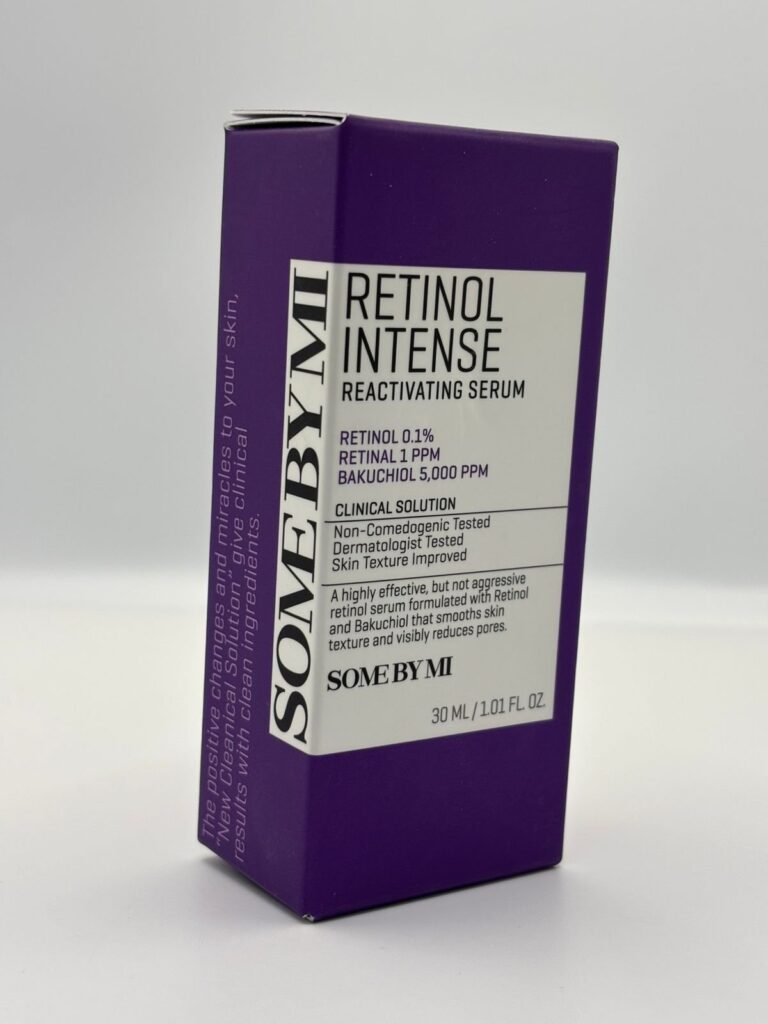 The positive changes and miracles to your skin,
"New Cleanical Solution" give clinical
results with clean ingredients.
SOME BY MI
RETINOL
INTENSE
REACTIVATING SERUM
RETINOL 0.1%
RETINAL 1 PPM
BAKUCHIOL 5,000 PPM
CLINICAL SOLUTION
Non-Comedogenic Tested
Dermatologist Tested
Skin Texture Improved
A highly effective, but not aggressive
retinol serum formulated with Retinol
and Bakuchiol that smooths skin
texture and visibly reduces pores.
SOME BY MI
30 ML / 1.01 FL. OZ.